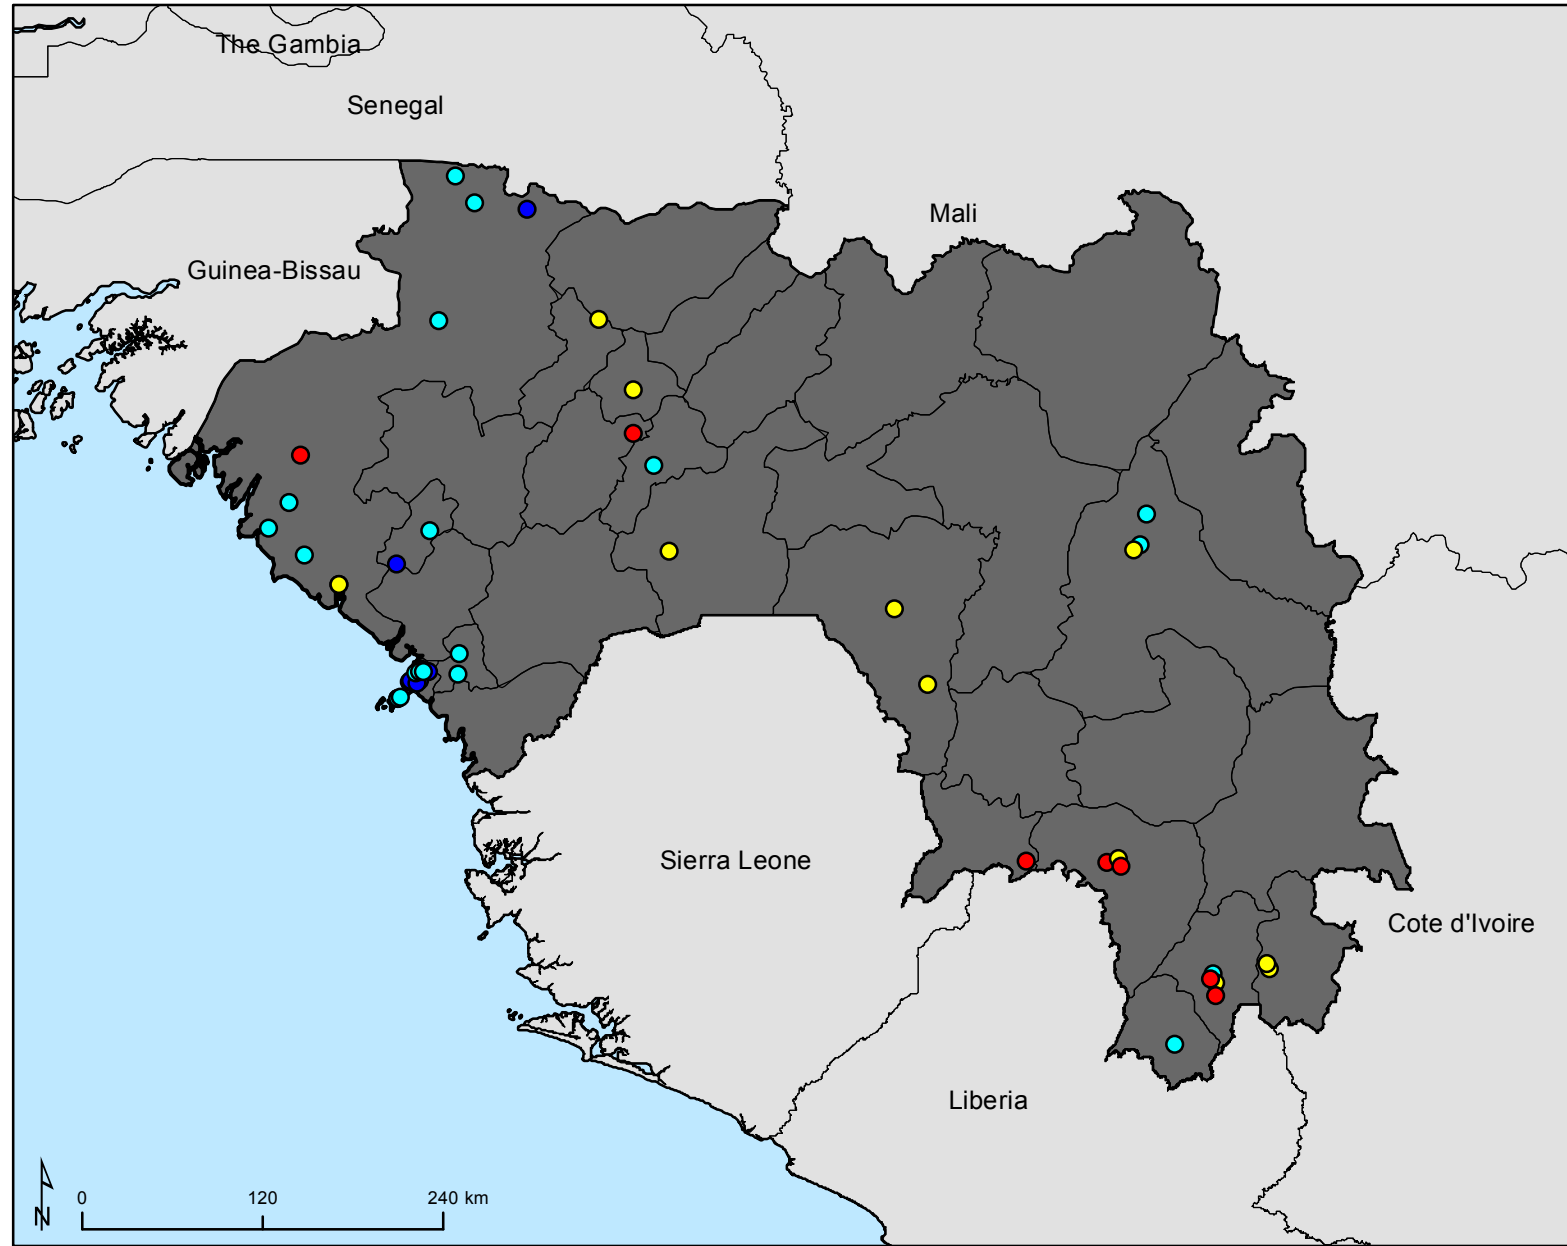 The Gambia
Senegal
Mali
Guinea-Bissau
Sierra Leone
Cote d'Ivoire
Liberia
N
0 120 240 km